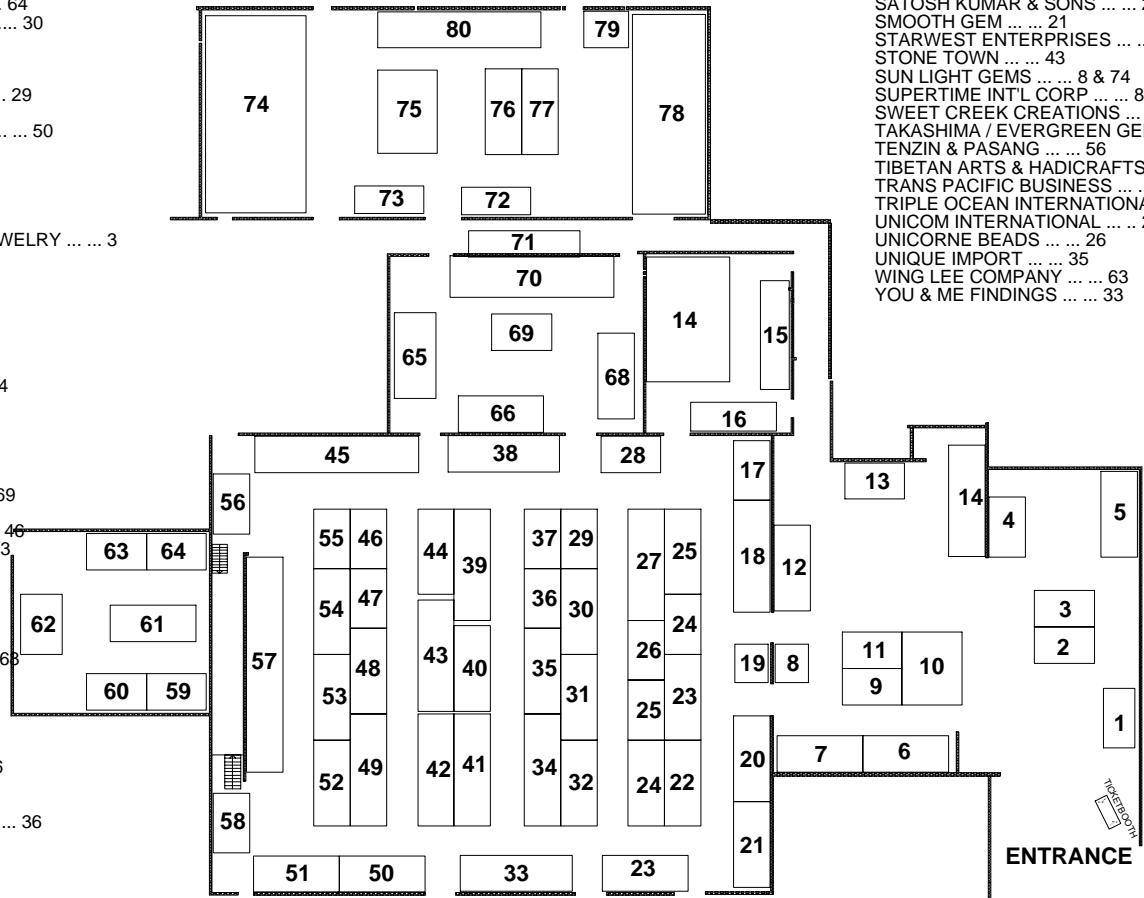 64
... 30
. 29
.. ... 50
WELRY ... ... 3
4
69
46
3
68
6
... 36
SATOSH KUMAR & SONS ... ...
SMOOTH GEM ... ... 21
STARWEST ENTERPRISES ... ..
STONE TOWN ... ... 43
SUN LIGHT GEMS ... ... 8 & 74
SUPERTIME INT'L CORP ... ... 8
SWEET CREEK CREATIONS ...
TAKASHIMA / EVERGREEN GE
TENZIN & PASANG ... ... 56
TIBETAN ARTS & HADICRAFTS
TRANS PACIFIC BUSINESS ... ..
TRIPLE OCEAN INTERNATIONA
UNICOM INTERNATIONAL ... ..
UNICORNE BEADS ... ... 26
UNIQUE IMPORT ... ... 35
WING LEE COMPANY ... ... 63
YOU & ME FINDINGS ... ... 33
80 79
74 75 76 77 78
73 72
71
70
14 15
69
65 68
66 16
45 38 28
17
13
56 14 4 5
55 46 44 39 37 29 27 25 18 12
63 64
54 47 36 30 24 3
62 61 43 40 26 2
57 53 48 35 31 25 23 19 8 11 9 10
60 59
52 49 42 41 34 32 24 22 20 7 6 1
58 21
TICKETBOOTH
ENTRANCE
51 50 33 23